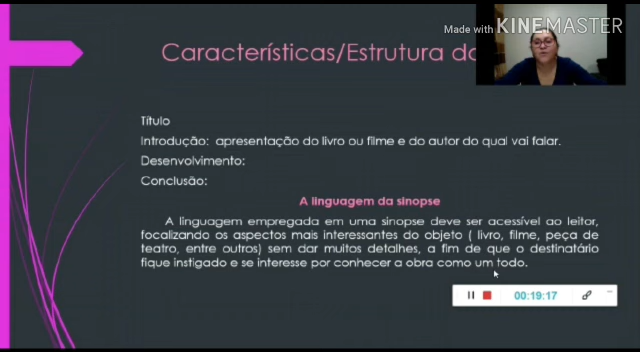 Made with KINEMASTER
Características/Estrutura da
Título
Introdução: apresentação do livro ou filme e do autor do qual vai falar.
Desenvolvimento:
Conclusão:
A linguagem da sinopse
A linguagem empregada em uma sinopse deve ser acessível ao leitor,
focalizando os aspectos mais interessantes do objeto ( livro, filme, peça de
teatro, entre outros) sem dar muitos detalhes, a fim de que o destinatário
fique instigado e se interesse por conhecer a obra como um todo.
00:19:17